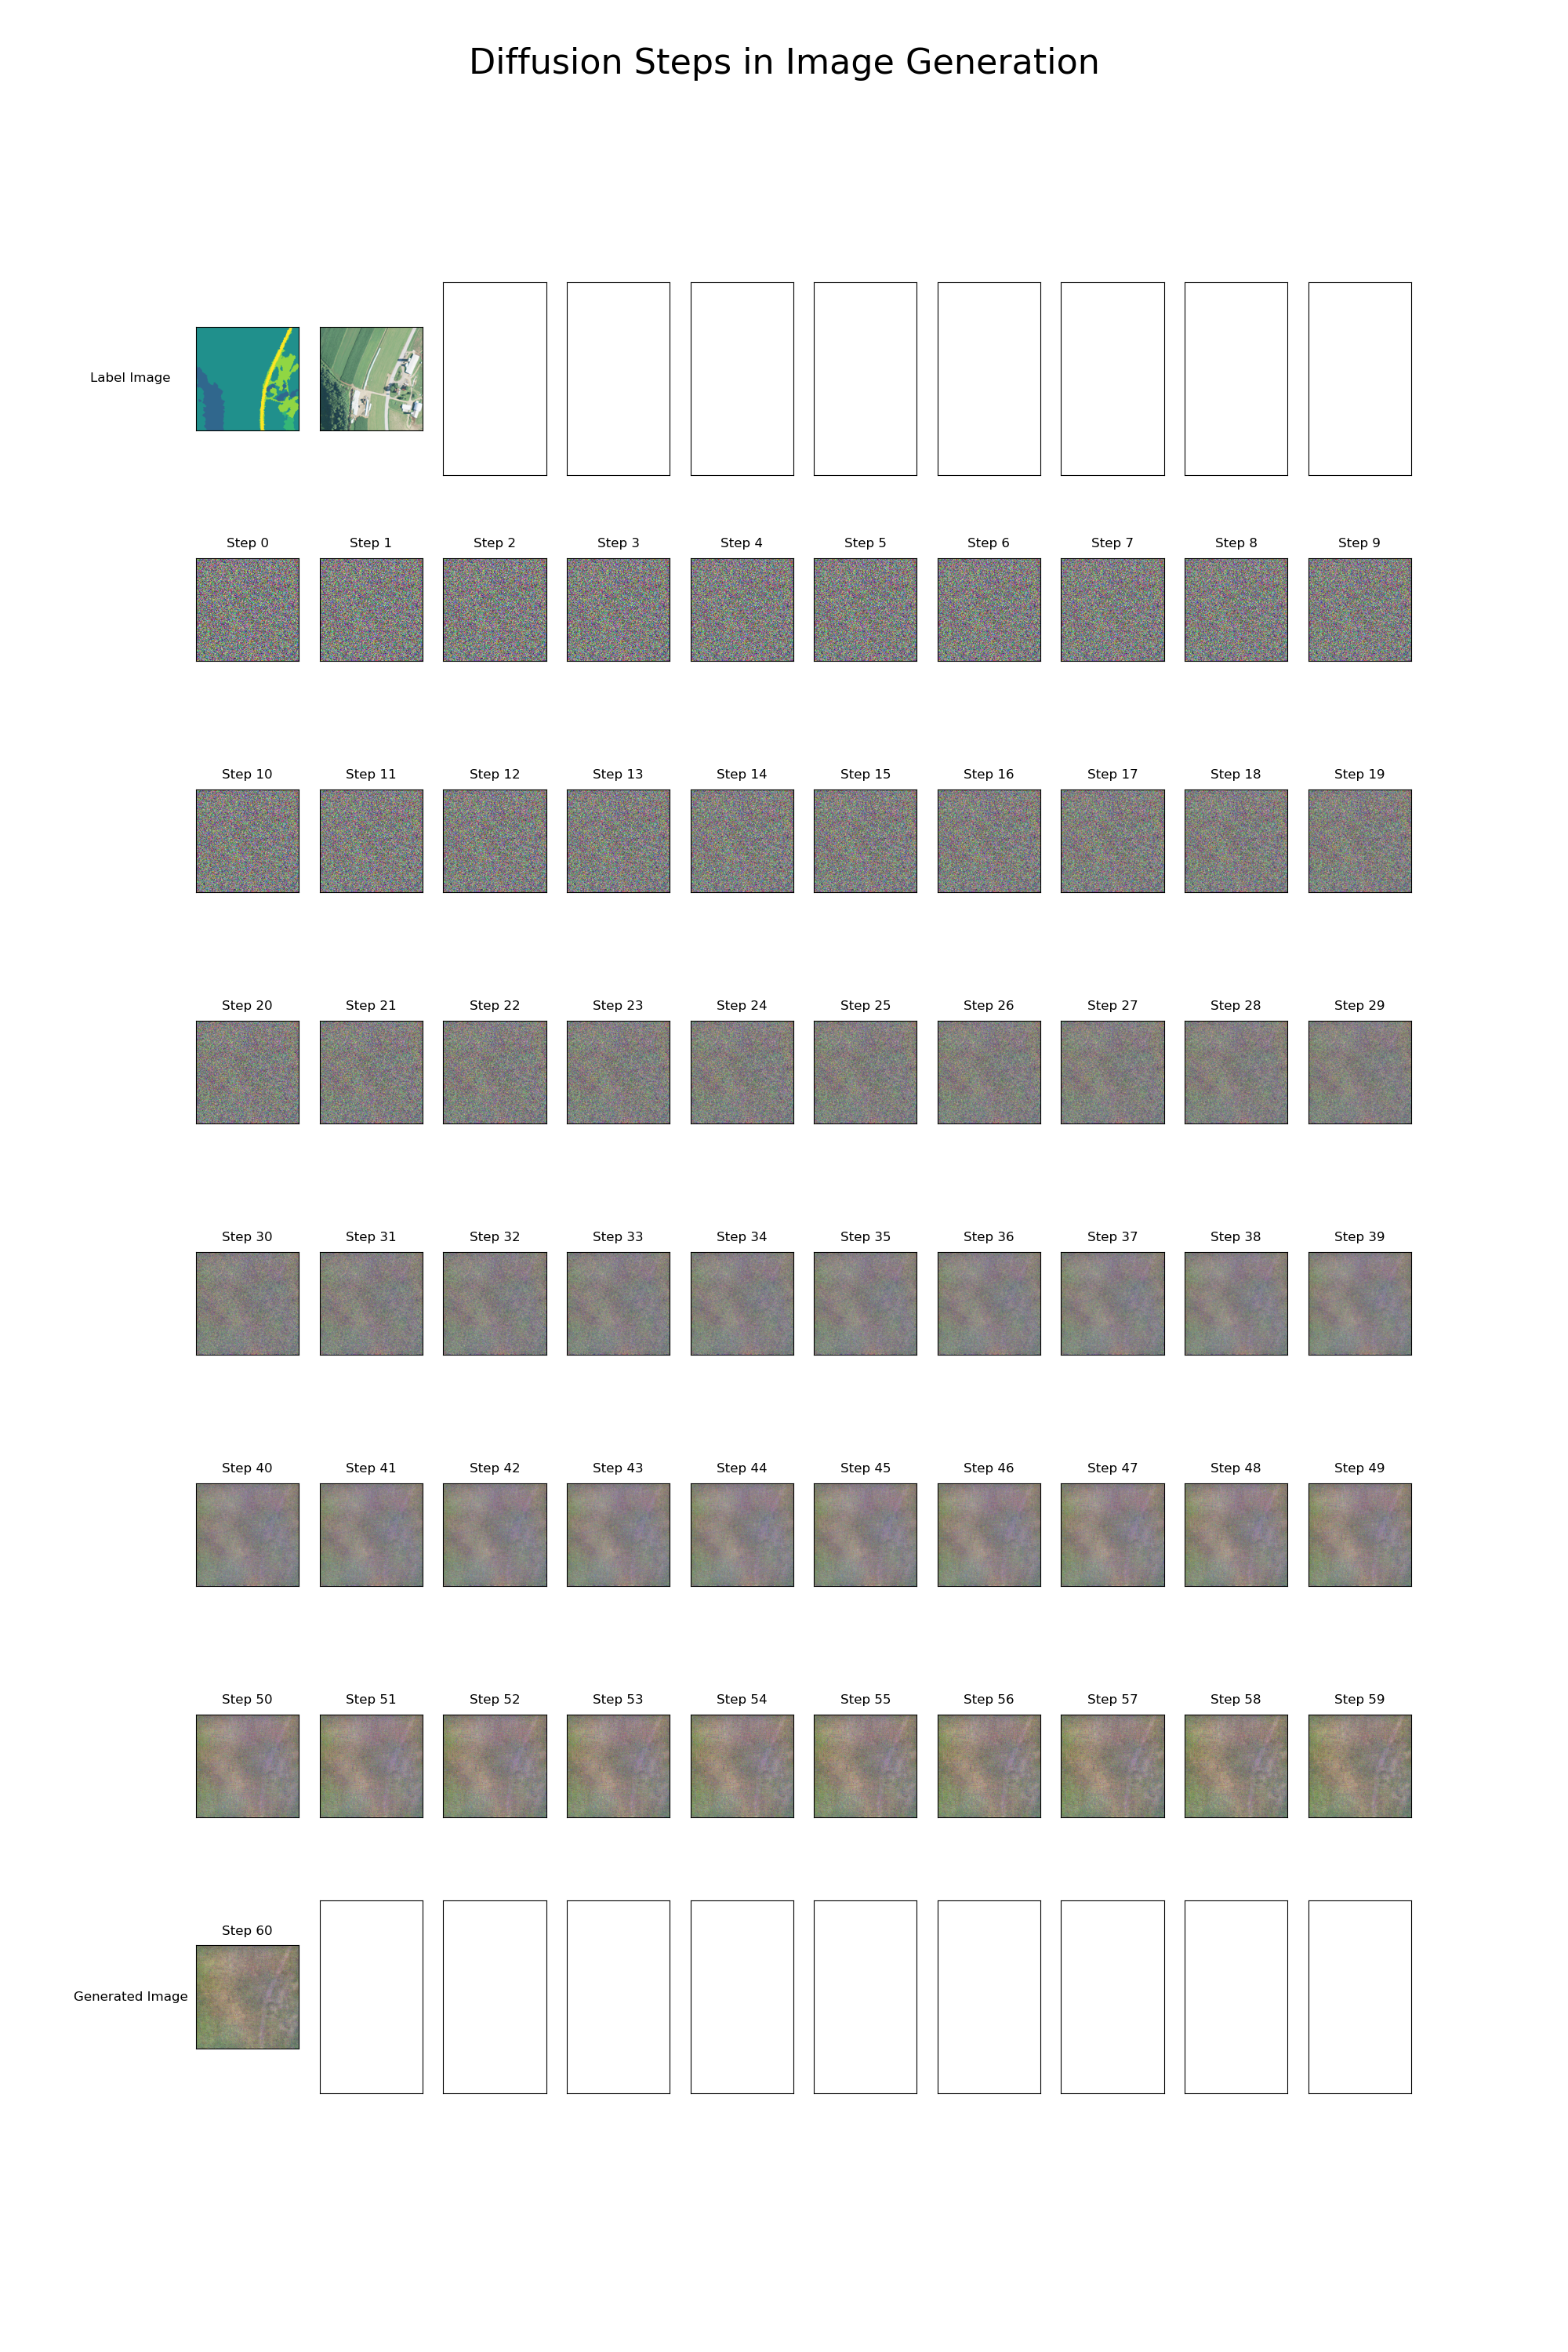 Diffusion Steps in Image Generation
Label Image
Step 0 Step 1 Step 2 Step 3 Step 4 Step 5 Step 6 Step 7 Step 8 Step 9
Step 10 Step 11 Step 12 Step 13 Step 14 Step 15 Step 16 Step 17 Step 18 Step 19
Step 20 Step 21 Step 22 Step 23 Step 24 Step 25 Step 26 Step 27 Step 28 Step 29
Step 30 Step 31 Step 32 Step 33 Step 34 Step 35 Step 36 Step 37 Step 38 Step 39
Step 40 Step 41 Step 42 Step 43 Step 44 Step 45 Step 46 Step 47 Step 48 Step 49
Step 50 Step 51 Step 52 Step 53 Step 54 Step 55 Step 56 Step 57 Step 58 Step 59
Step 60
Generated Image